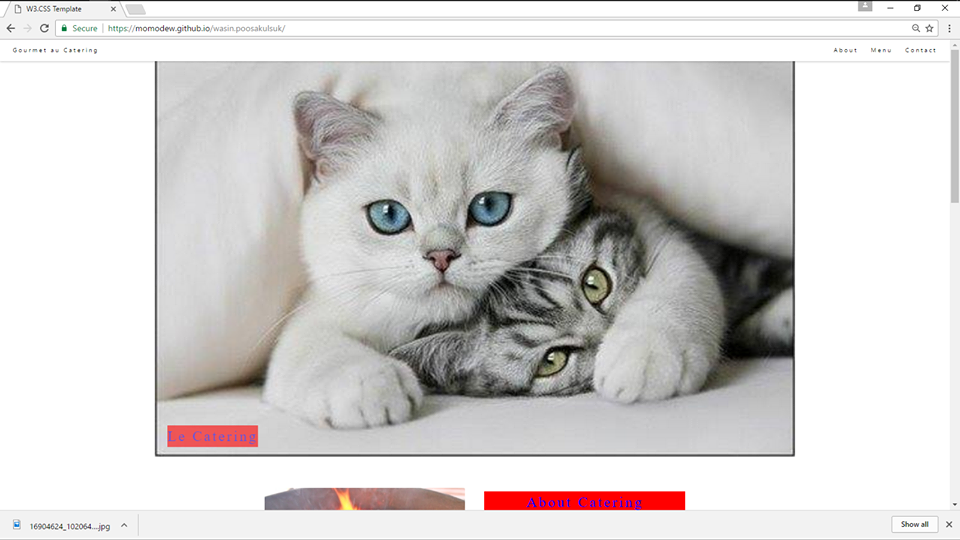 W3.CSS Template
Secure https://momodew.github.io/wasin.poosakulsuk/
Gourmet au Catering
About Menu Contact
Le Catering
About Catering
16904624_102064....jpg
Show all